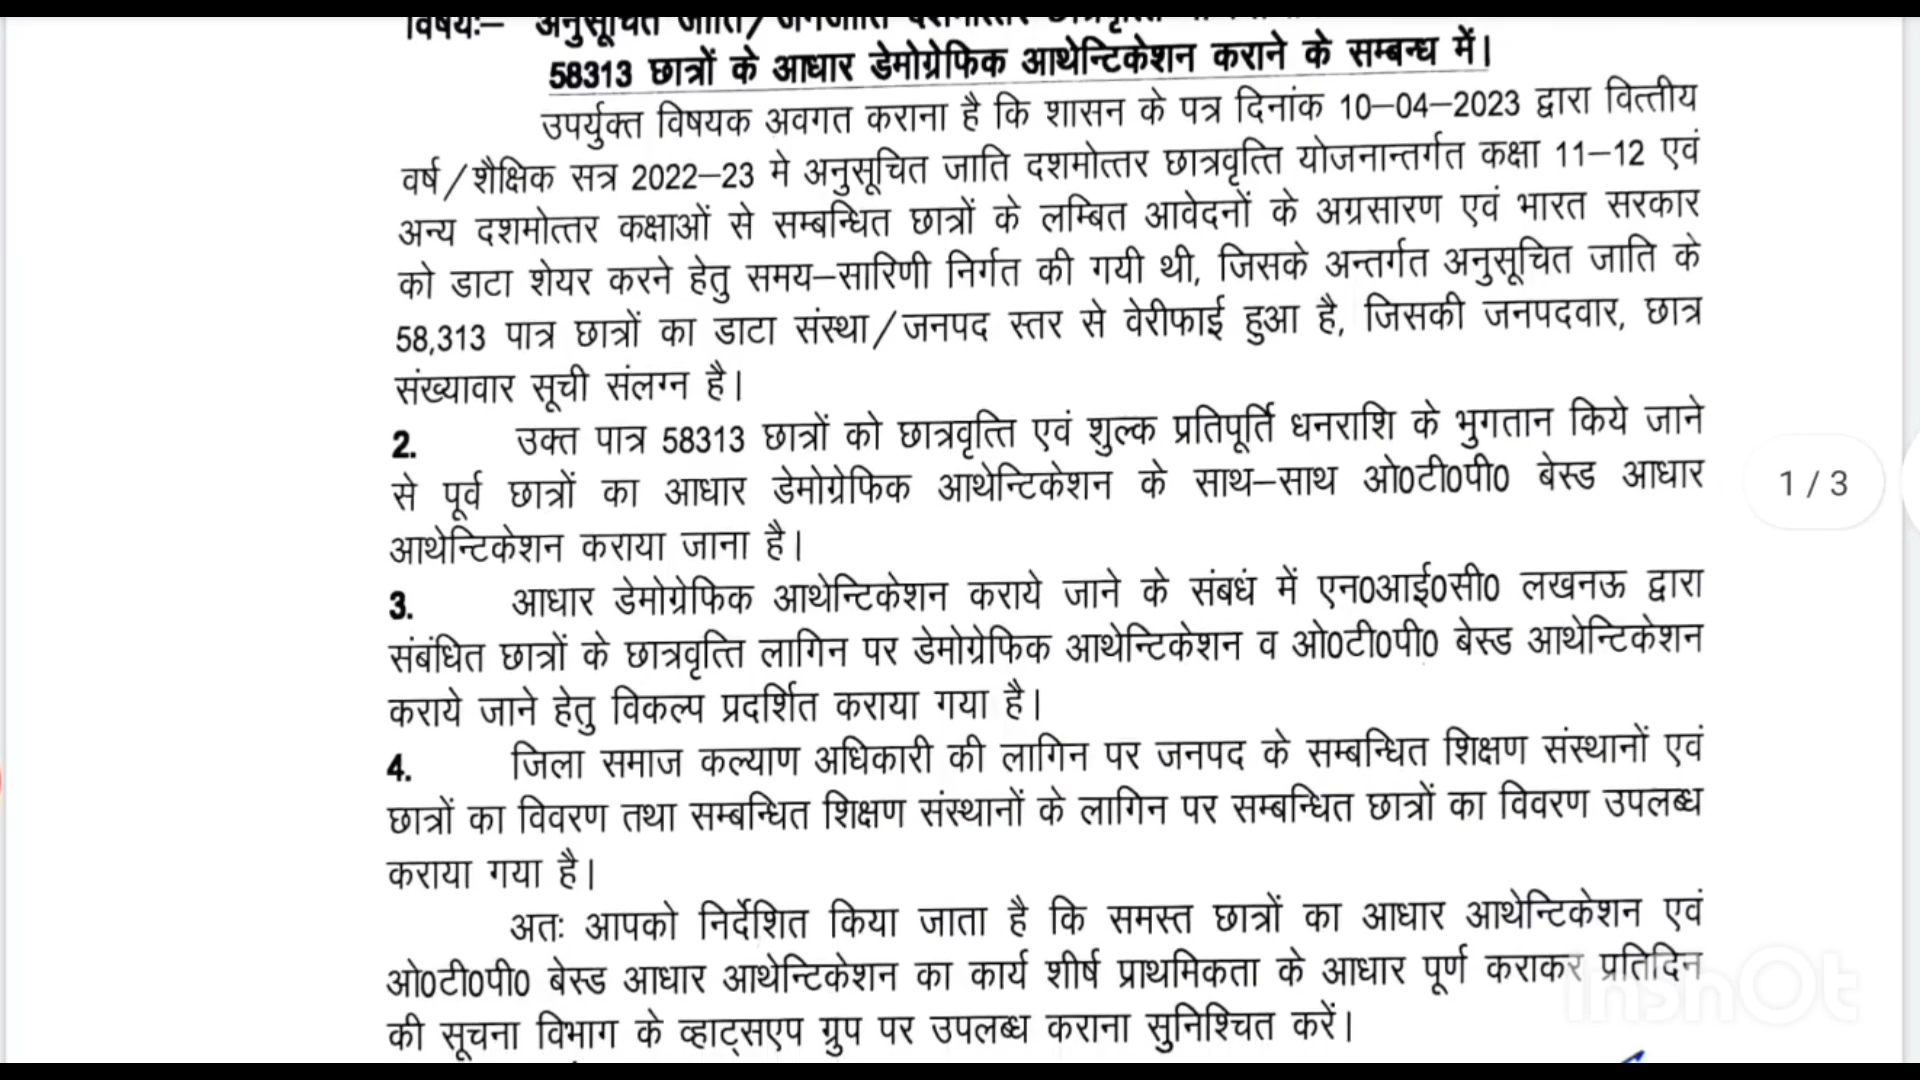 विषयः– अनुसूचित जाति/जनजाति दशमोत्तर छात्रवृत्ति
58313 छात्रों के आधार डेमोग्रेफिक आथेन्टिकेशन कराने के सम्बन्ध में।
उपर्युक्त विषयक अवगत कराना है कि शासन के पत्र दिनांक 10–04–2023 द्वारा वित्तीय
वर्ष/शैक्षिक सत्र 2022–23 मे अनुसूचित जाति दशमोत्तर छात्रवृत्ति योजनान्तर्गत कक्षा 11–12 एवं
अन्य दशमोत्तर कक्षाओं से सम्बन्धित छात्रों के लम्बित आवेदनों के अग्रसारण एवं भारत सरकार
को डाटा शेयर करने हेतु समय–सारिणी निर्गत की गयी थी, जिसके अन्तर्गत अनुसूचित जाति के
58,313 पात्र छात्रों का डाटा संस्था/जनपद स्तर से वेरीफाई हुआ है, जिसकी जनपदवार, छात्र
संख्यावार सूची संलग्न है।
2. उक्त पात्र 58313 छात्रों को छात्रवृत्ति एवं शुल्क प्रतिपूर्ति धनराशि के भुगतान किये जाने
से पूर्व छात्रों का आधार डेमोग्रेफिक आथेन्टिकेशन के साथ–साथ ओ0टी0पी0 बेस्ड आधार
आथेन्टिकेशन कराया जाना है।
1 / 3
3. आधार डेमोग्रेफिक आथेन्टिकेशन कराये जाने के संबधं में एन0आई0सी0 लखनऊ द्वारा
संबंधित छात्रों के छात्रवृत्ति लागिन पर डेमोग्रेफिक आथेन्टिकेशन व ओ0टी0पी0 बेस्ड आथेन्टिकेशन
कराये जाने हेतु विकल्प प्रदर्शित कराया गया है।
4. जिला समाज कल्याण अधिकारी की लागिन पर जनपद के सम्बन्धित शिक्षण संस्थानों एवं
छात्रों का विवरण तथा सम्बन्धित शिक्षण संस्थानों के लागिन पर सम्बन्धित छात्रों का विवरण उपलब्ध
कराया गया है।
अतः आपको निर्देशित किया जाता है कि समस्त छात्रों का आधार आथेन्टिकेशन एवं
ओ0टी0पी0 बेस्ड आधार आथेन्टिकेशन का कार्य शीर्ष प्राथमिकता के आधार पूर्ण कराकर प्रतिदिन
की सूचना विभाग के व्हाट्सएप ग्रुप पर उपलब्ध कराना सुनिश्चित करें।
InShOt